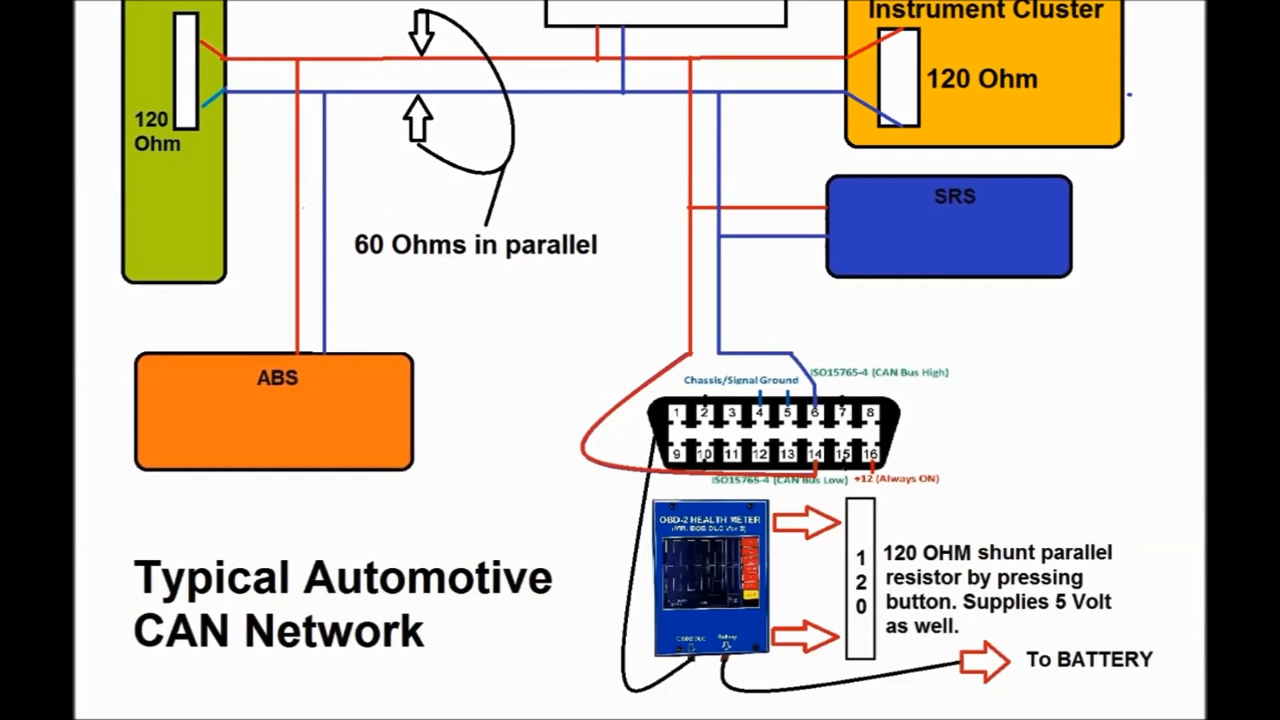 Instrument Cluster
120 Ohm
120
Ohm
60 Ohms in parallel
SRS
ABS
ISO15765-4 (CAN Bus High)
Chassis/Signal Ground
1 2 3 4 5 6 7 8
9 10 11 12 13 14 15 16
ISO15765-4 (CAN Bus Low) +12 (Always ON)
OBD-2 HEALTH METER
Typical Automotive
CAN Network
120
120 OHM shunt parallel
resistor by pressing
button. Supplies 5 Volt
as well.
To BATTERY
Battery